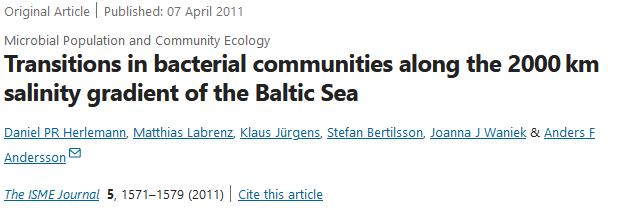 Original Article | Published: 07 April 2011
Microbial Population and Community Ecology
Transitions in bacterial communities along the 2000 km
salinity gradient of the Baltic Sea
Daniel PR Herlemann, Matthias Labrenz, Klaus Jürgens, Stefan Bertilsson, Joanna J Waniek & Anders F
Andersson
The ISME Journal 5, 1571–1579 (2011) | Cite this article